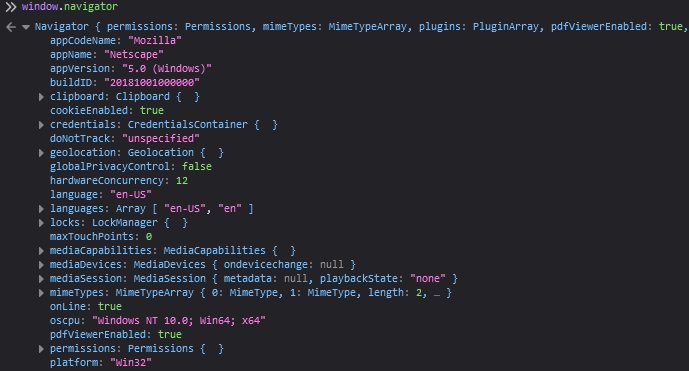 window.navigator
Navigator { permissions: Permissions, mimeTypes: MimeTypeArray, plugins: PluginArray, pdfViewerEnabled: true,
appCodeName: "Mozilla"
appName: "Netscape"
appVersion: "5.0 (Windows)"
buildID: "20181001000000"
clipboard: Clipboard { }
cookieEnabled: true
credentials: CredentialsContainer { }
doNotTrack: "unspecified"
geolocation: Geolocation { }
globalPrivacyControl: false
hardwareConcurrency: 12
language: "en-US"
languages: Array [ "en-US", "en" ]
locks: LockManager { }
maxTouchPoints: 0
mediaCapabilities: MediaCapabilities { }
mediaDevices: MediaDevices { ondevicechange: null }
mediaSession: MediaSession { metadata: null, playbackState: "none" }
mimeTypes: MimeTypeArray { 0: MimeType, 1: MimeType, length: 2, … }
onLine: true
oscpu: "Windows NT 10.0; Win64; x64"
pdfViewerEnabled: true
permissions: Permissions { }
platform: "Win32"